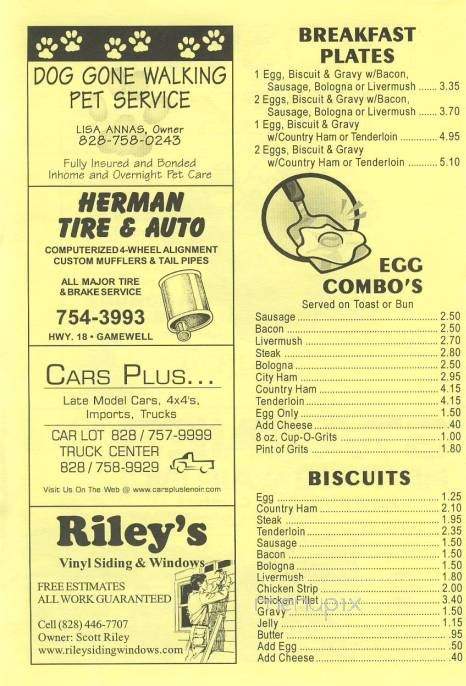 DOG GONE WALKING
PET SERVICE
LISA ANNAS, Owner
828-758-0243
Fully Insured and Bonded
Inhome and Overnight Pet Care
HERMAN
TIRE & AUTO
COMPUTERIZED 4-WHEEL ALIGNMENT
CUSTOM MUFFLERS & TAIL PIPES
ALL MAJOR TIRE
& BRAKE SERVICE
754-3993
HWY. 18 • GAMEWELL
CARS PLUS...
Late Model Cars, 4x4's,
Imports, Trucks
CAR LOT 828 / 757-9999
TRUCK CENTER
828 / 758-9929
Visit Us On The Web @ www.carspluslenoir.com
Riley's
Vinyl Siding & Windows
FREE ESTIMATES
ALL WORK GUARANTEED
Cell (828) 446-7707
Owner: Scott Riley
www.rileysidingwindows.com
BREAKFAST
PLATES
1 Egg, Biscuit & Gravy w/Bacon,
Sausage, Bologna or Livermush ....... 3.35
2 Eggs, Biscuit & Gravy w/Bacon,
Sausage, Bologna or Livermush ....... 3.70
1 Egg, Biscuit & Gravy
w/Country Ham or Tenderloin ........... 4.95
2 Eggs, Biscuit & Gravy
w/Country Ham or Tenderloin ........... 5.10
EGG
COMBO'S
Served on Toast or Bun
Sausage ........ 2.50
Bacon ........ 2.50
Livermush ........ 2.70
Steak ........ 2.80
Bologna ........ 2.50
City Ham ........ 2.95
Country Ham ........ 4.15
Tenderloin ........ 4.15
Egg Only ........ 1.50
Add Cheese ........ .40
8 oz. Cup-O-Grits ........ 1.00
Pint of Grits ........ 1.80
BISCUITS
Egg ........ 1.25
Country Ham ........ 2.10
Steak ........ 1.95
Tenderloin ........ 2.35
Sausage ........ 1.50
Bacon ........ 1.50
Bologna ........ 1.50
Livermush ........ 1.80
Chicken Strip ........ 2.00
Chicken Fillet ........ 3.40
Gravy ........ 1.50
Jelly ........ 1.15
Butter ........ .95
Add Egg ........ .50
Add Cheese ........ .40
menupix